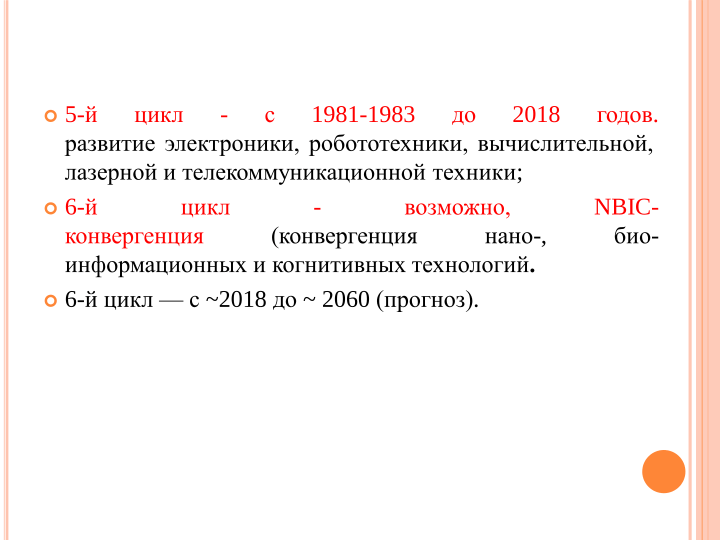 5-й цикл - с 1981-1983 до 2018 годов.
развитие электроники, робототехники, вычислительной,
лазерной и телекоммуникационной техники;
6-й цикл - возможно, NBIC-
конвергенция (конвергенция нано-, био-
информационных и когнитивных технологий.
6-й цикл — с ~2018 до ~ 2060 (прогноз).